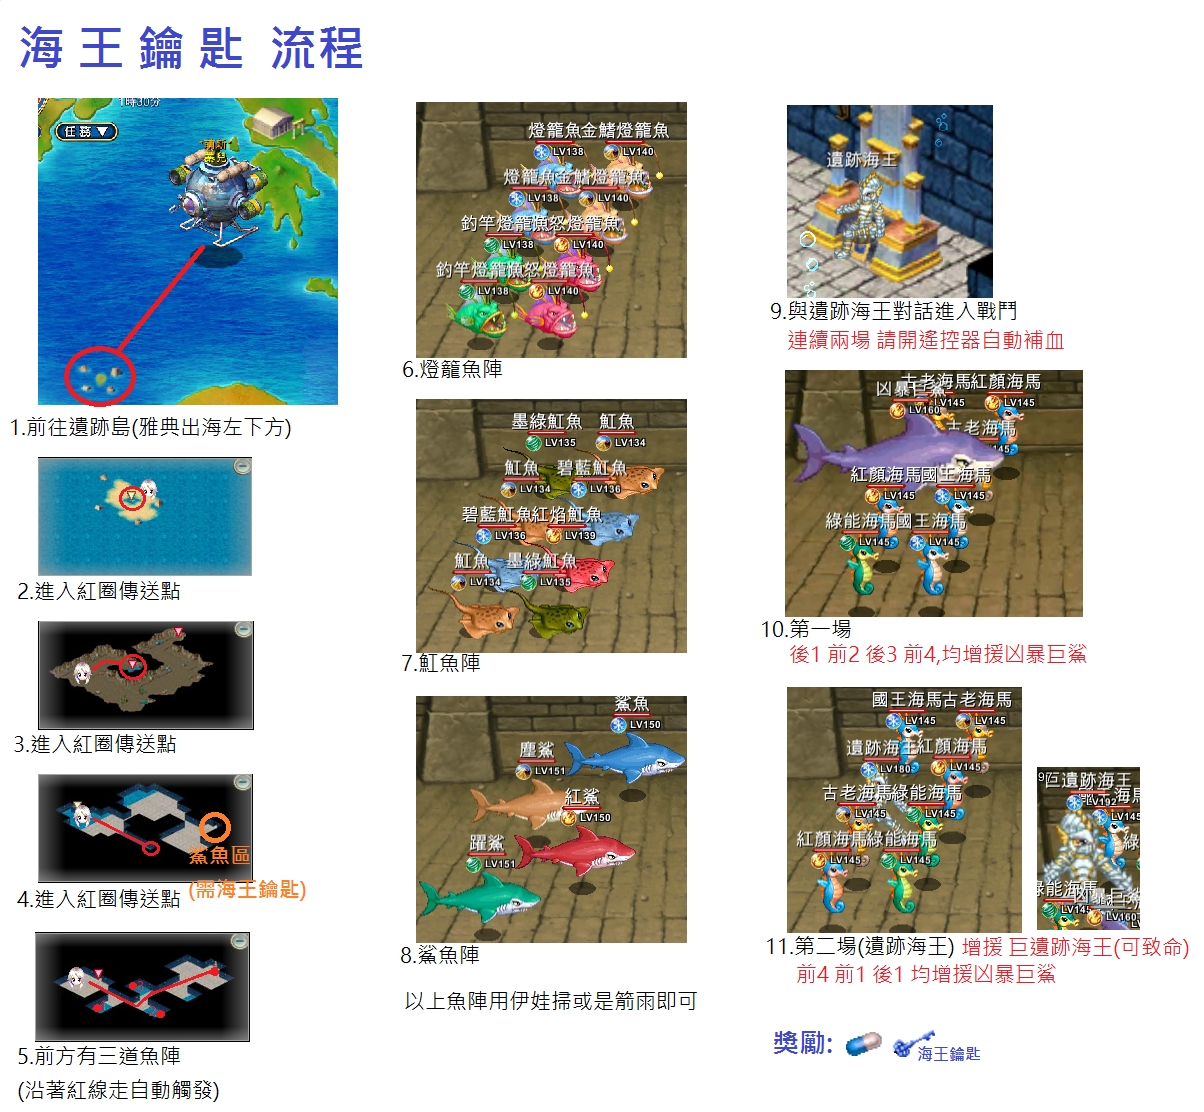 海王鑰匙 流程
1時30分
任務▼
1.前往遺跡島(雅典出海左下方)
2.進入紅圈傳送點
3.進入紅圈傳送點
鯊魚區
(需海王鑰匙)
4.進入紅圈傳送點
5.前方有三道魚陣
(沿著紅線走自動觸發)
燈籠魚金鰭燈籠魚
LV138 LV140
燈籠魚金鰭燈籠魚
LV138 LV140
釣竿燈籠魚怒燈籠魚
LV138 LV140
釣竿燈籠魚怒燈籠魚
LV138 LV140
6.燈籠魚陣
墨綠魟魚 魟魚
LV135 LV134
魟魚 碧藍魟魚
LV134 LV136
碧藍魟魚紅焰魟魚
LV136 LV139
魟魚 墨綠魟魚
LV134 LV135
7.魟魚陣
鯊魚
LV150
塵鯊
LV151
紅鯊
LV150
躍鯊
LV151
8.鯊魚陣
以上魚陣用伊娃掃或是箭雨即可
遺跡海王
9.與遺跡海王對話進入戰鬥
連續兩場 請開遙控器自動補血
凶暴巨鯊 古老海馬紅顏海馬
LV160 LV145 LV145
古老海馬
紅顏海馬國王海馬
LV145 LV145
綠能海馬國王海馬
LV145 LV145
10.第一場
後1 前2 後3 前4,均增援凶暴巨鯊
國王海馬古老海馬
LV145 LV145
遺跡海王紅顏海馬
LV180 LV145
古老海馬綠能海馬
LV145 LV145
紅顏海馬綠能海馬
LV145 LV145
巨遺跡海王
LV192 國王海馬
LV145
綠能海馬
LV145 凶暴巨鯊
LV160
11.第二場(遺跡海王) 增援 巨遺跡海王(可致命)
前4 前1 後1 均增援凶暴巨鯊
獎勵: 海王鑰匙